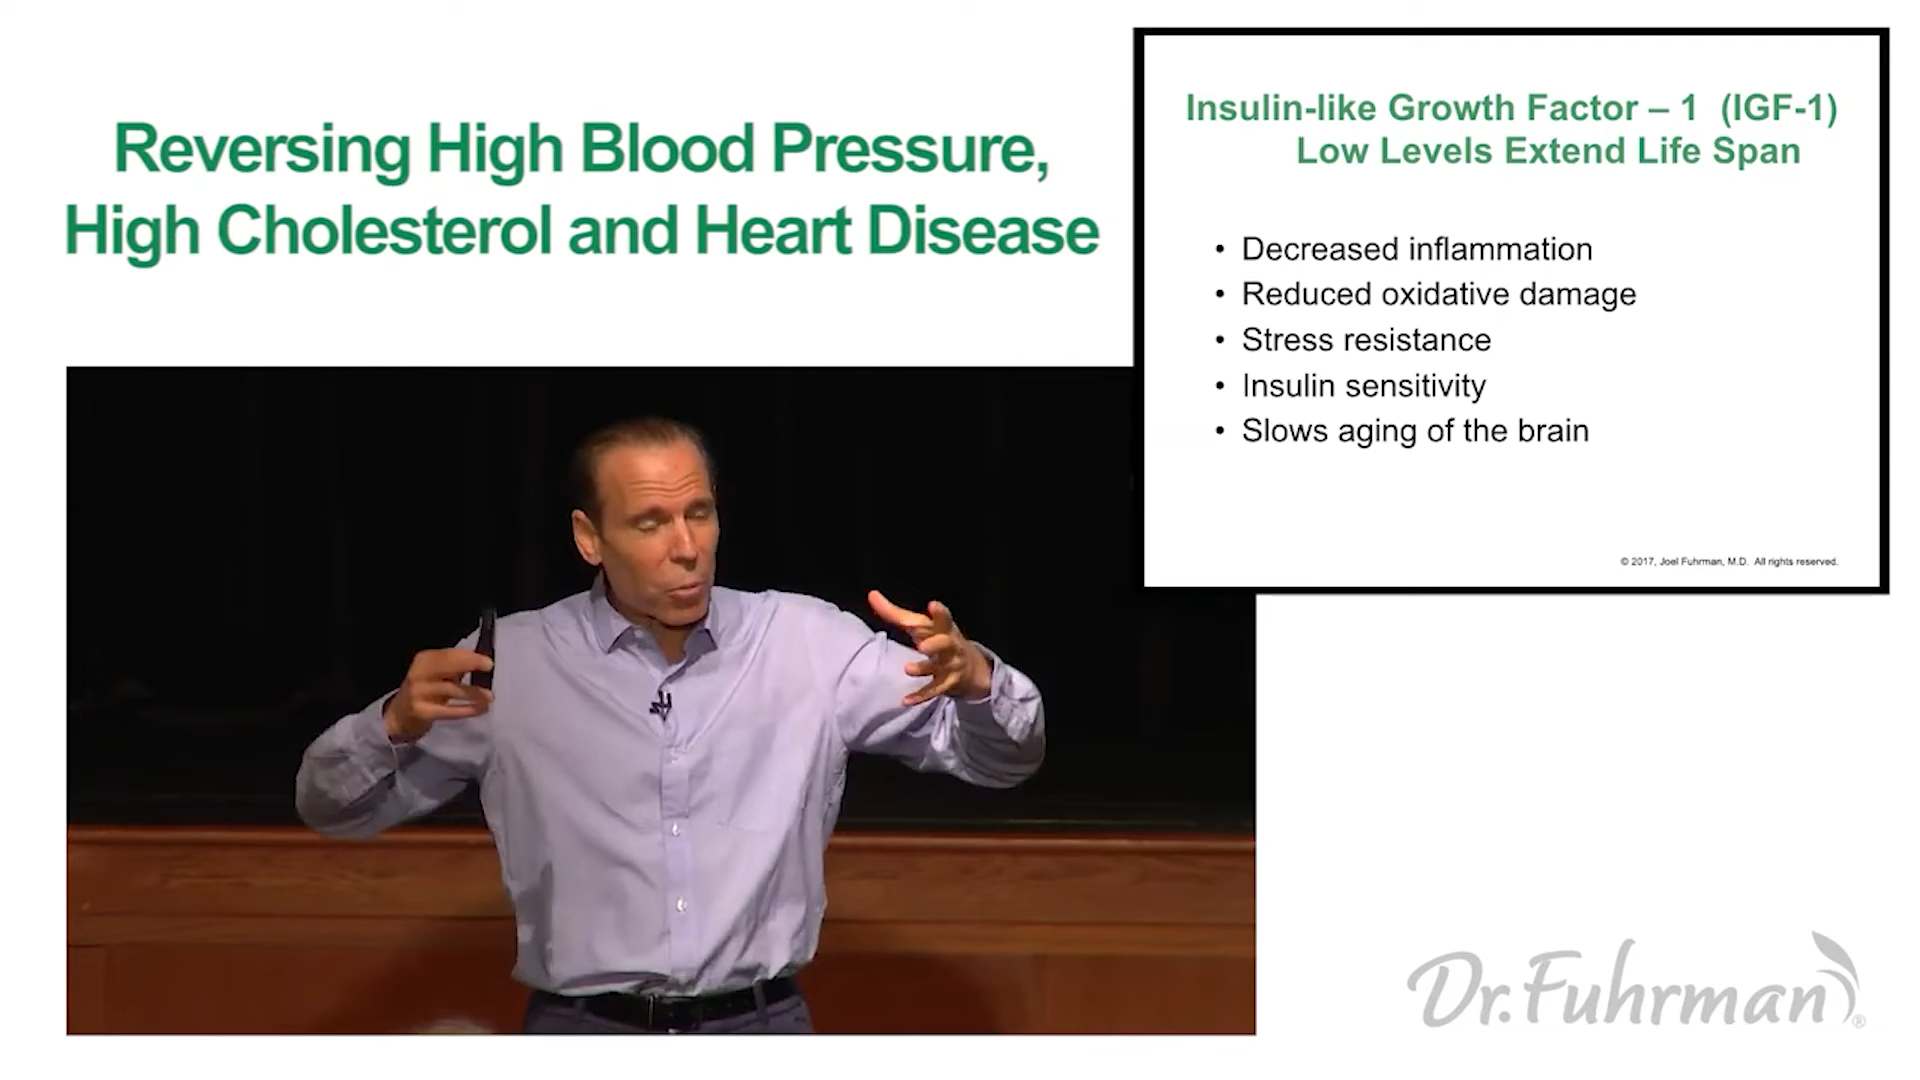 Reversing High Blood Pressure,
High Cholesterol and Heart Disease
Insulin-like Growth Factor – 1 (IGF-1)
Low Levels Extend Life Span
• Decreased inflammation
• Reduced oxidative damage
• Stress resistance
• Insulin sensitivity
• Slows aging of the brain
© 2017, Joel Fuhrman, M.D. All rights reserved.
Dr. Fuhrman®